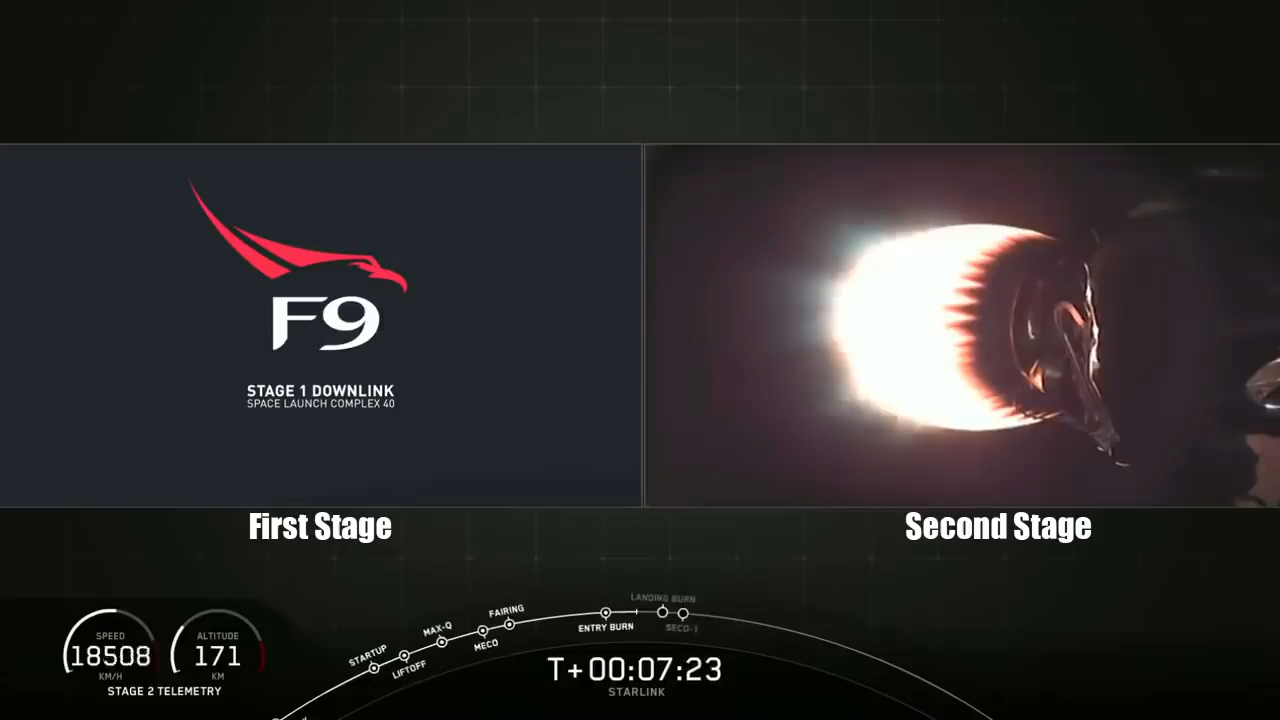 F9
STAGE 1 DOWNLINK
SPACE LAUNCH COMPLEX 40
First Stage
Second Stage
SPEED
18508
KM/H
ALTITUDE
171
KM
STAGE 2 TELEMETRY
STARTUP
LIFTOFF
MAX-Q
MECO
FAIRING
ENTRY BURN
LANDING BURN
SECO-1
T+00:07:23
STARLINK